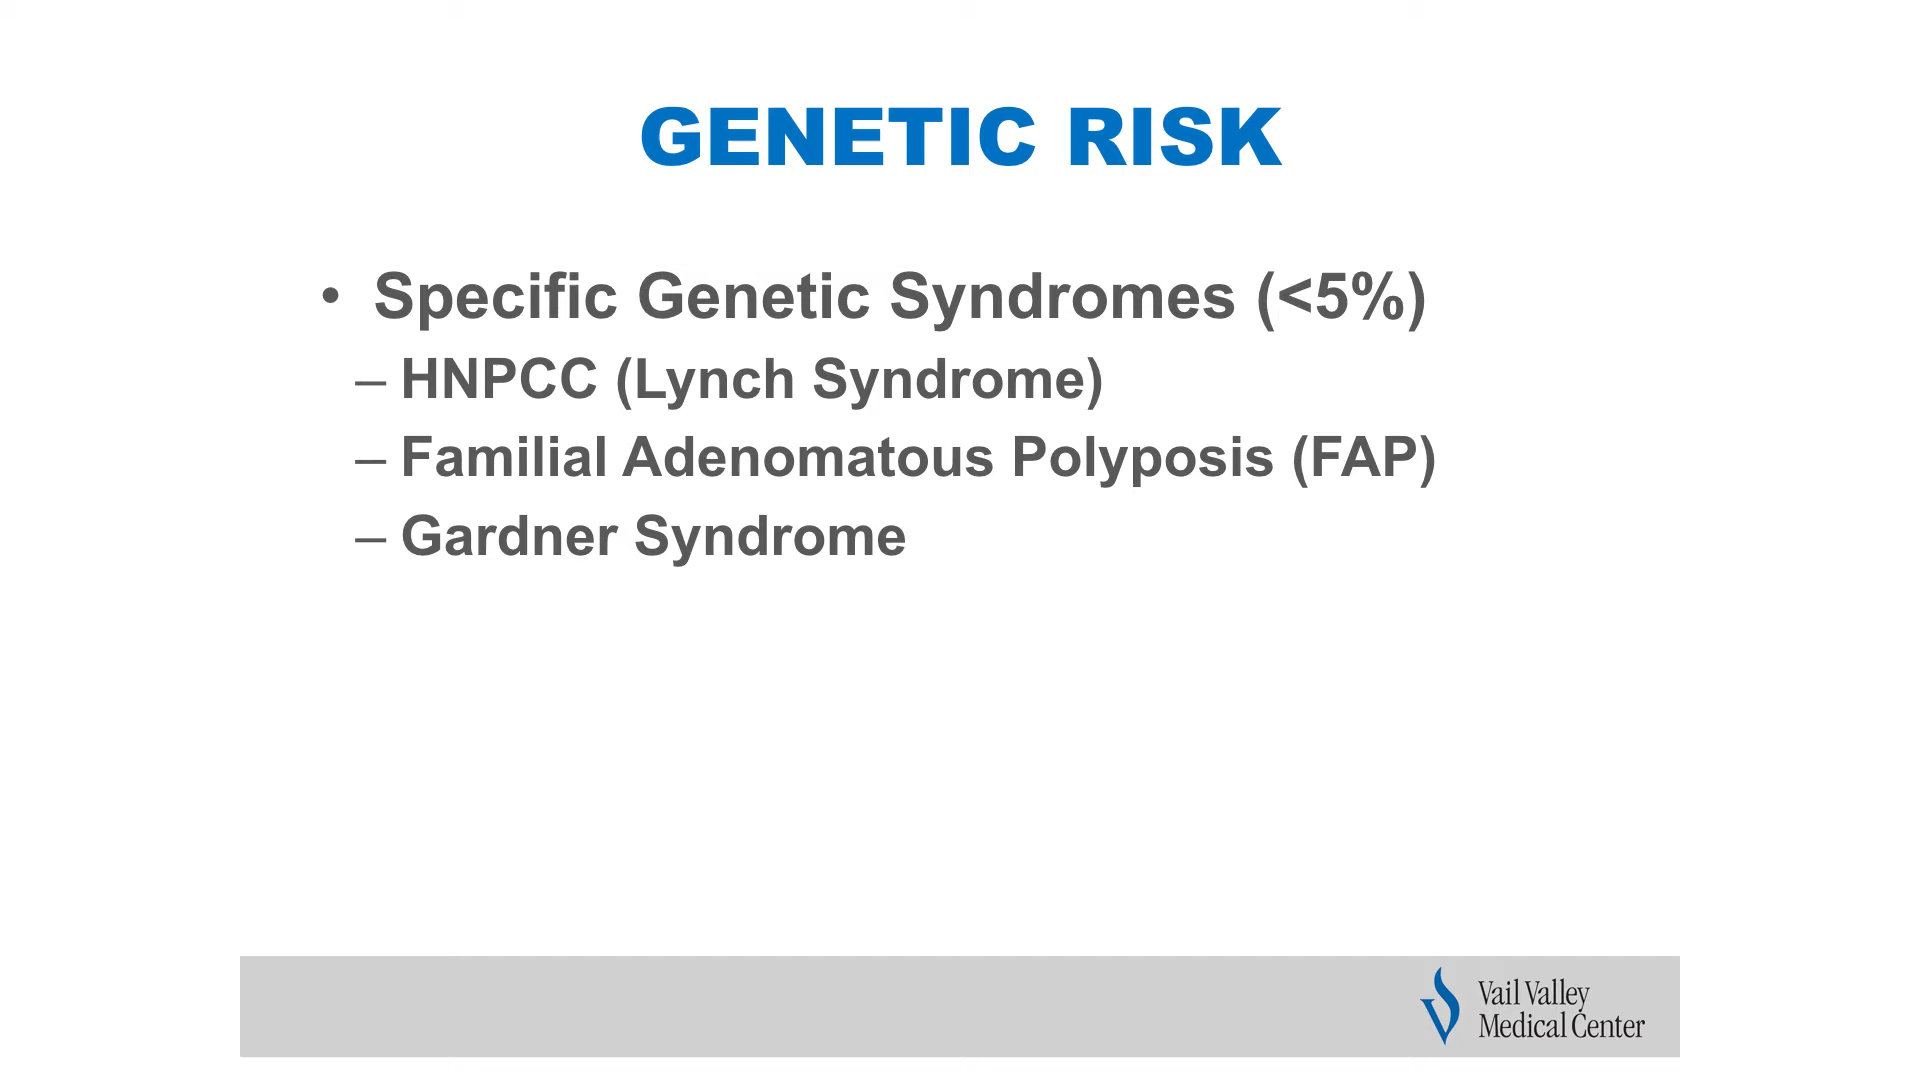 GENETIC RISK
• Specific Genetic Syndromes (<5%)
– HNPCC (Lynch Syndrome)
– Familial Adenomatous Polyposis (FAP)
– Gardner Syndrome
Vail Valley
Medical Center